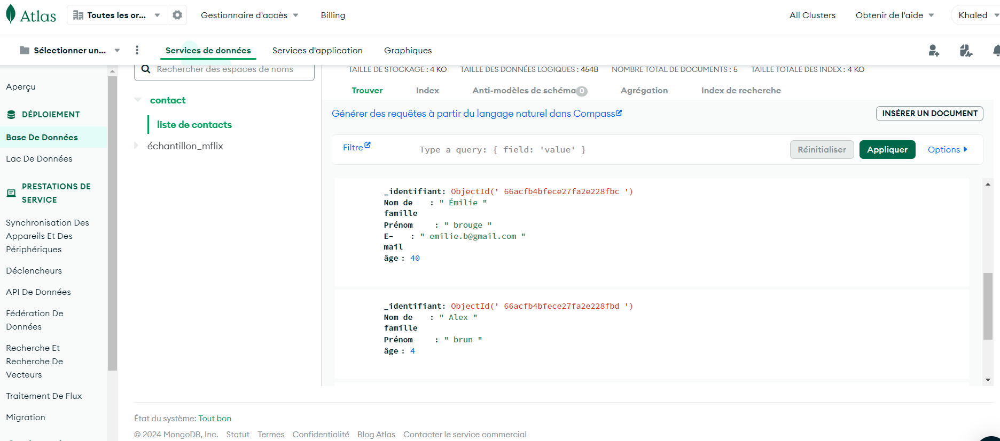 Atlas
Toutes les or...
Gestionnaire d'accès
Billing
All Clusters
Obtenir de l'aide
Khaled
Sélectionner un...
Services de données
Services d'application
Graphiques
Aperçu
DÉPLOIEMENT
Base De Données
Lac De Données
PRESTATIONS DE
SERVICE
Synchronisation Des
Appareils Et Des
Périphériques
Déclencheurs
API De Données
Fédération De
Données
Recherche Et
Recherche De
Vecteurs
Traitement De Flux
Migration
Rechercher des espaces de noms
contact
liste de contacts
échantillon_mflix
TAILLE DE STOCKAGE : 4 KO TAILLE DES DONNÉES LOGIQUES : 454B NOMBRE TOTAL DE DOCUMENTS : 5 TAILLE TOTALE DES INDEX : 4 KO
Trouver Index Anti-modèles de schéma 0 Agrégation Index de recherche
Générer des requêtes à partir du langage naturel dans Compass
INSÉRER UN DOCUMENT
Filtre
Type a query: { field: 'value' }
Réinitialiser
Appliquer
Options
_identifiant: ObjectId(' 66acfb4bfece27fa2e228fbc ')
Nom de : " Émilie "
famille
Prénom : " brouge "
E- : " emilie.b@gmail.com "
mail
âge : 40
_identifiant: ObjectId(' 66acfb4bfece27fa2e228fbd ')
Nom de : " Alex "
famille
Prénom : " brun "
âge : 4
État du système: Tout bon
© 2024 MongoDB, Inc. Statut Termes Confidentialité Blog Atlas Contacter le service commercial